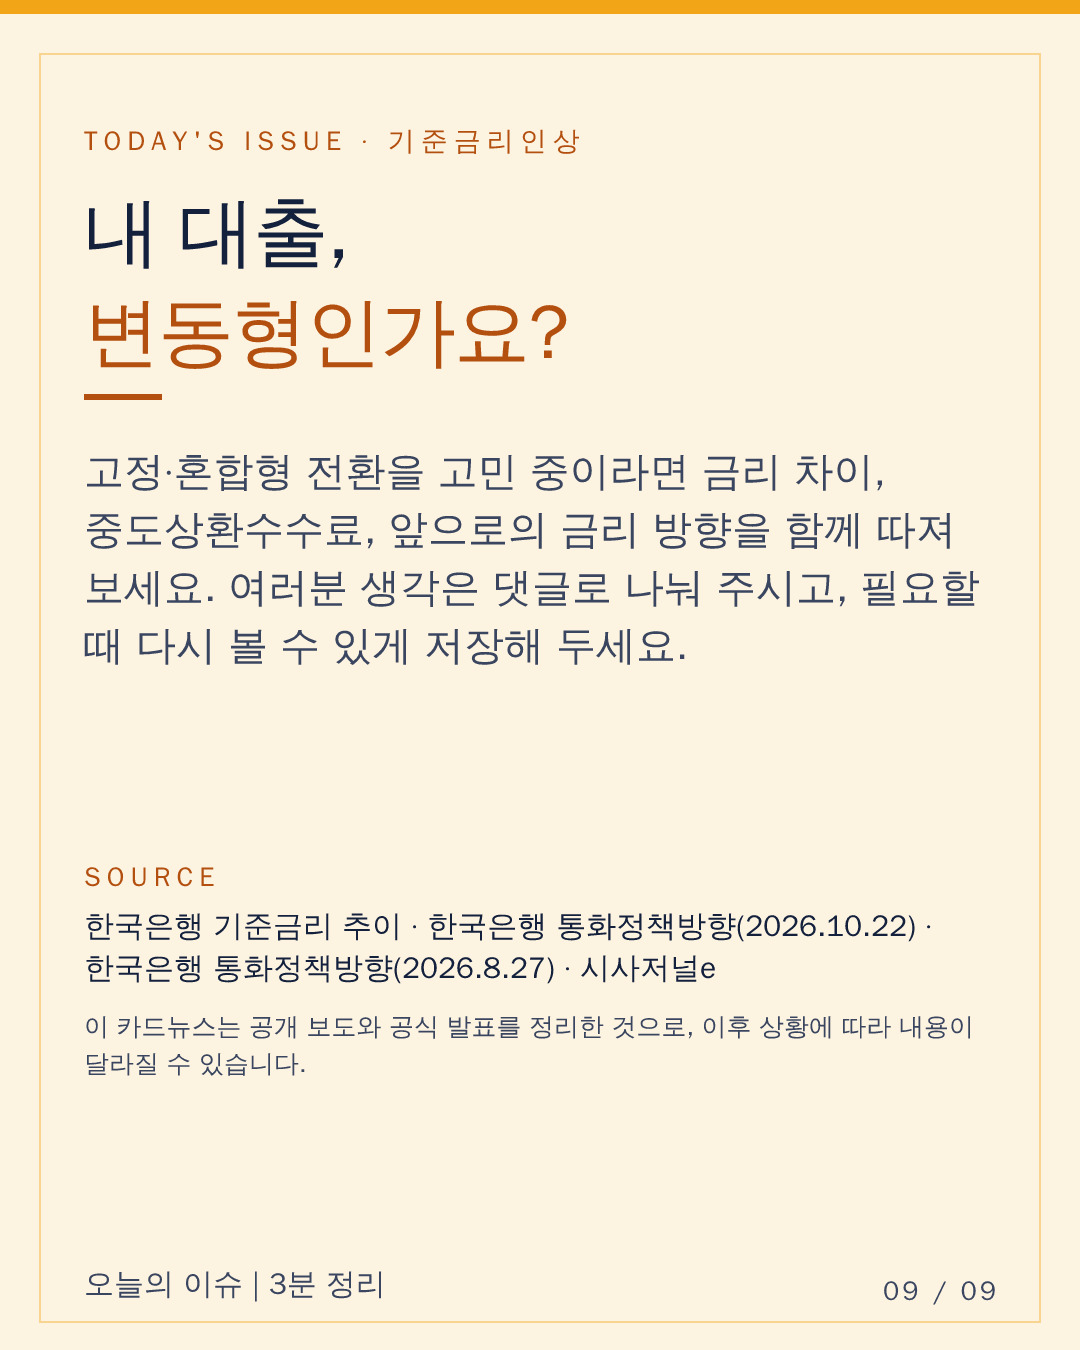 TODAY'S ISSUE · 기준금리인상
내 대출,
변동형인가요?
고정·혼합형 전환을 고민 중이라면 금리 차이,
중도상환수수료, 앞으로의 금리 방향을 함께 따져
보세요. 여러분 생각은 댓글로 나눠 주시고, 필요할
때 다시 볼 수 있게 저장해 두세요.
SOURCE
한국은행 기준금리 추이 · 한국은행 통화정책방향(2026.10.22) ·
한국은행 통화정책방향(2026.8.27) · 시사저널e
이 카드뉴스는 공개 보도와 공식 발표를 정리한 것으로, 이후 상황에 따라 내용이
달라질 수 있습니다.
오늘의 이슈 | 3분 정리
09 / 09